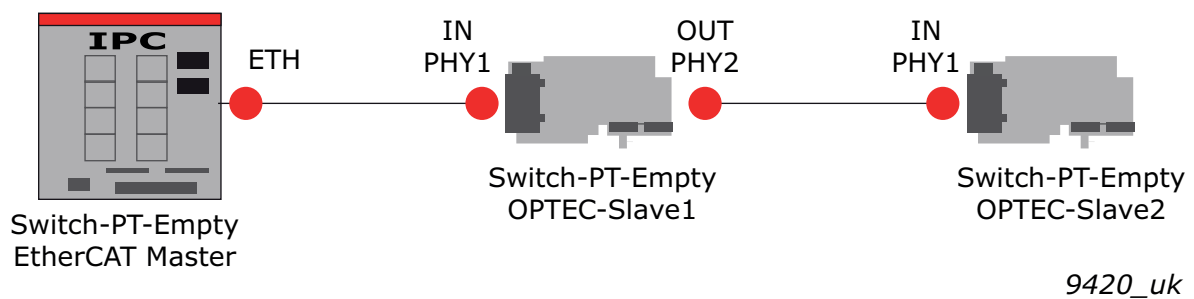 IPC
ETH
IN
PHY1
OUT
PHY2
IN
PHY1
Switch-PT-Empty
EtherCAT Master
Switch-PT-Empty
OPTEC-Slave1
Switch-PT-Empty
OPTEC-Slave2
9420_uk